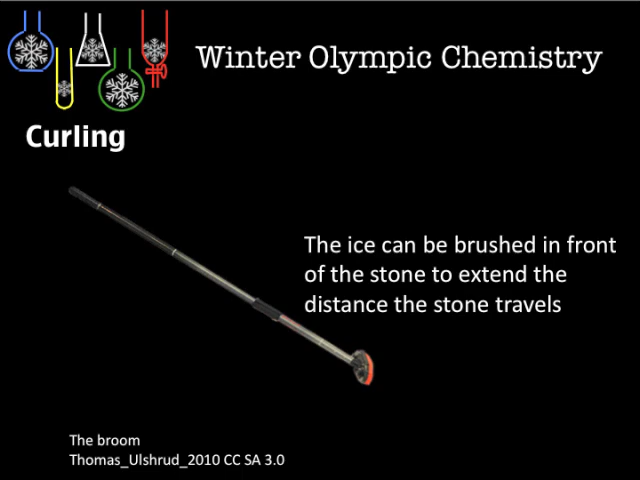 Winter Olympic Chemistry
Curling
The ice can be brushed in front
of the stone to extend the
distance the stone travels
The broom
Thomas_Ulshrud_2010 CC SA 3.0